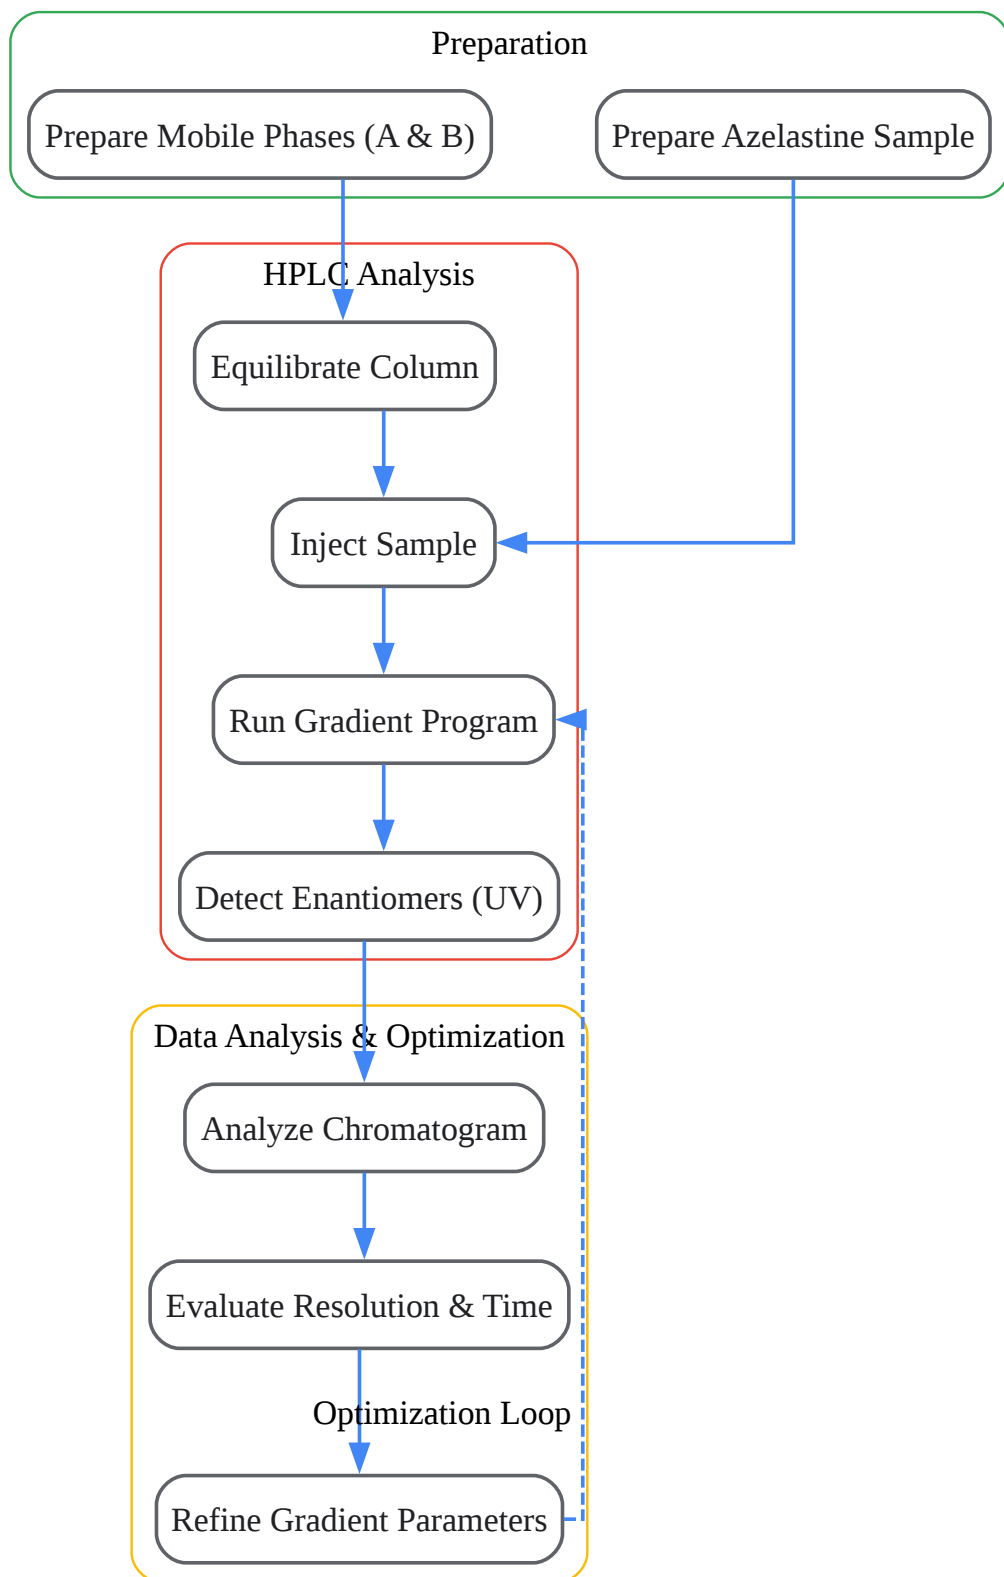 Preparation
Prepare Mobile Phases (A & B)
Prepare Azelastine Sample
HPLC Analysis
Equilibrate Column
Inject Sample
Run Gradient Program
Detect Enantiomers (UV)
Data Analysis & Optimization
Analyze Chromatogram
Evaluate Resolution & Time
Optimization Loop
Refine Gradient Parameters